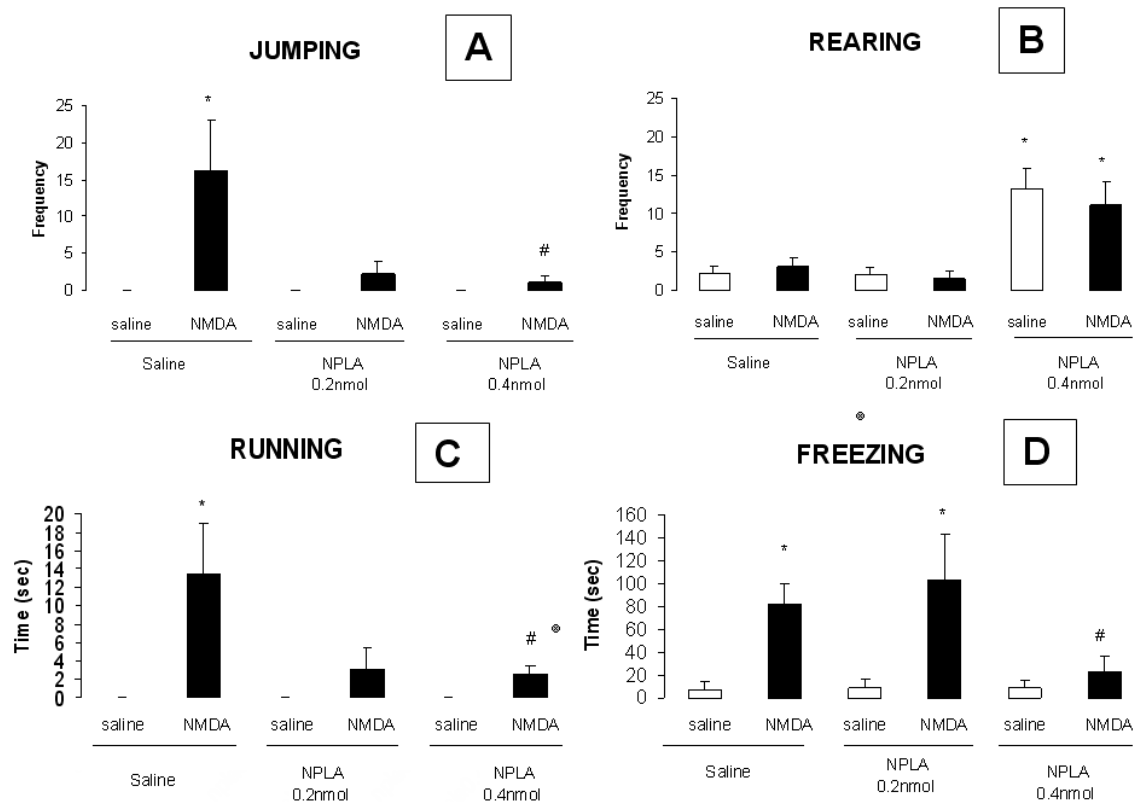 JUMPING
A
Frequency
25
20
15
10
5
0
*
#
saline NMDA saline NMDA saline NMDA
Saline NPLA NPLA
0.2nmol 0.4nmol
REARING
B
Frequency
25
20
15
10
5
0
* *
saline NMDA saline NMDA saline NMDA
Saline NPLA NPLA
0.2nmol 0.4nmol
RUNNING
C
Time (sec)
20
18
16
14
12
10
8
6
4
2
0
*
#
saline NMDA saline NMDA saline NMDA
Saline NPLA NPLA
0.2nmol 0.4nmol
FREEZING
D
Time (sec)
160
140
120
100
80
60
40
20
0
* *
#
saline NMDA saline NMDA saline NMDA
Saline NPLA NPLA
0.2nmol 0.4nmol